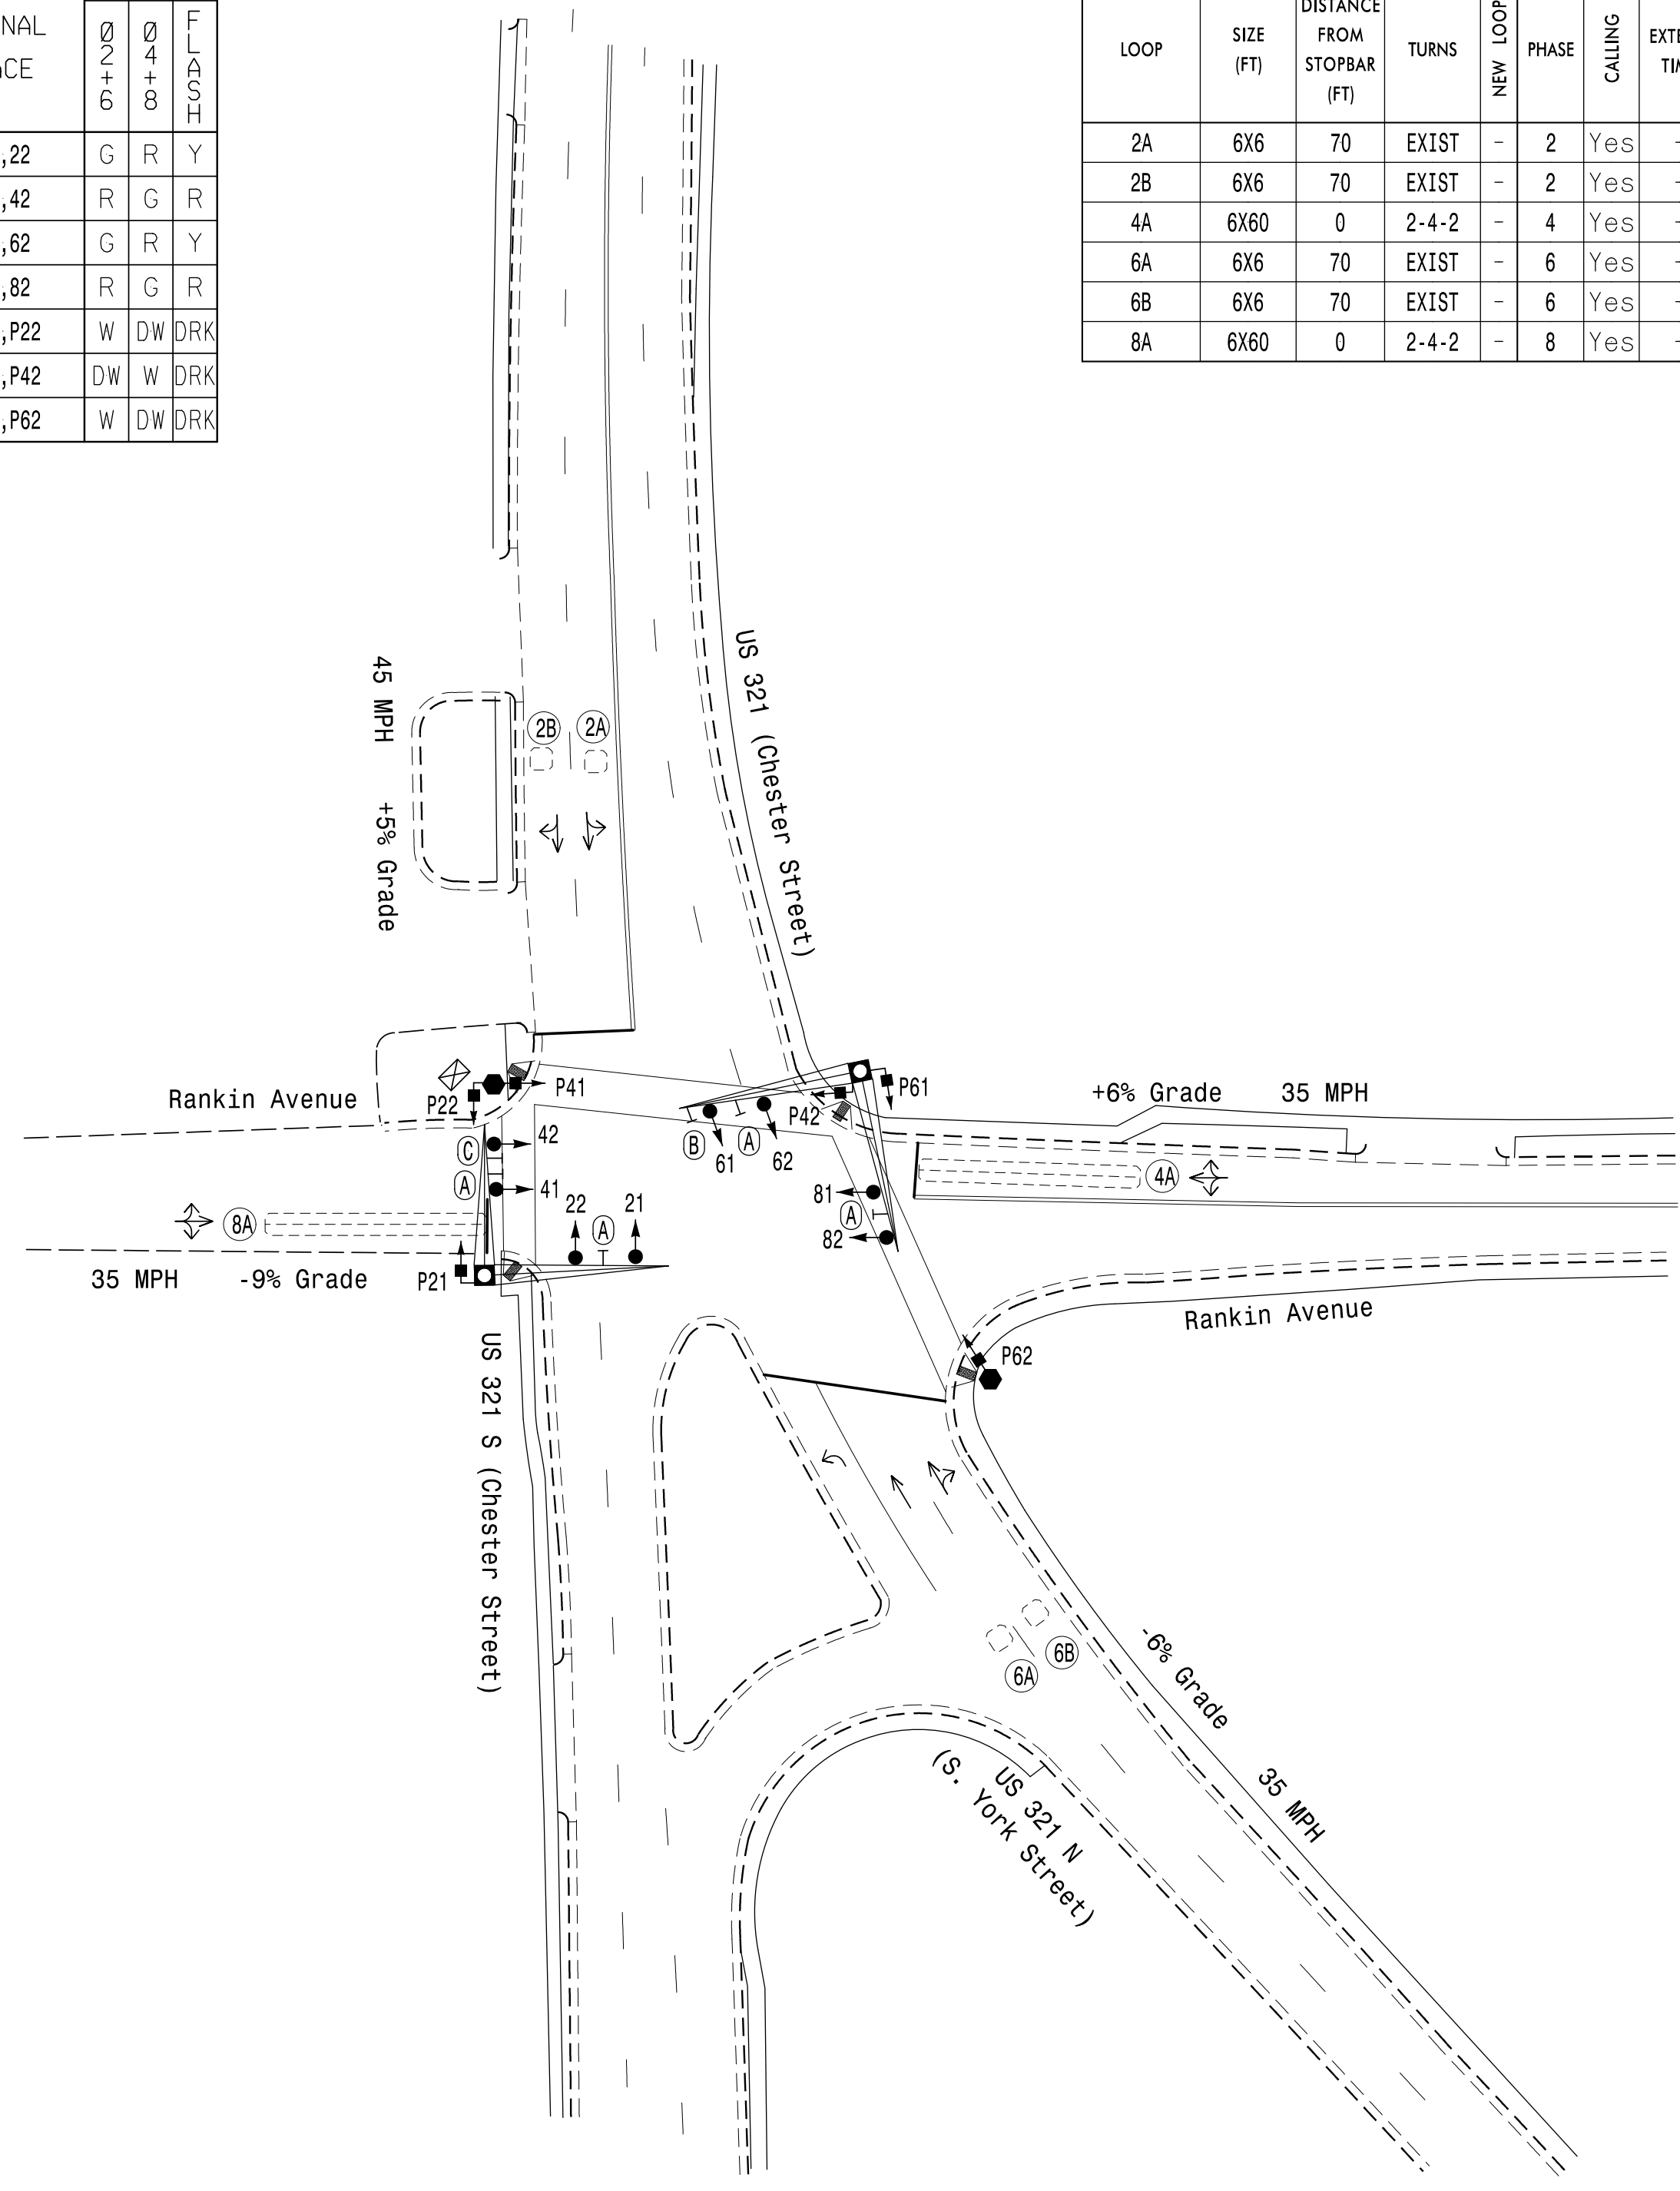 NAL
Ø2+6
Ø4+8
FLASH
,22 G R Y
,42 R G R
,62 G R Y
,82 R G R
,P22 W DW DRK
,P42 DW W DRK
,P62 W DW DRK
LOOP
SIZE
(FT)
DISTANCE
FROM
STOPBAR
(FT)
TURNS
NEW LOOP
PHASE
CALLING
2A 6X6 70 EXIST - 2 Yes -
2B 6X6 70 EXIST - 2 Yes -
4A 6X60 0 2-4-2 - 4 Yes -
6A 6X6 70 EXIST - 6 Yes -
6B 6X6 70 EXIST - 6 Yes -
8A 6X60 0 2-4-2 - 8 Yes -
US 321 (Chester Street)
45 MPH +5% Grade
2B 2A
Rankin Avenue
P22
P41
P42
P61
+6% Grade 35 MPH
C
42
A
41
B
61
A
62
4A
81
A
82
8A
22
A
21
35 MPH -9% Grade
P21
Rankin Avenue
P62
US 321 S (Chester Street)
6B
6A
-6% Grade 35 MPH
US 321 N
(S. York Street)